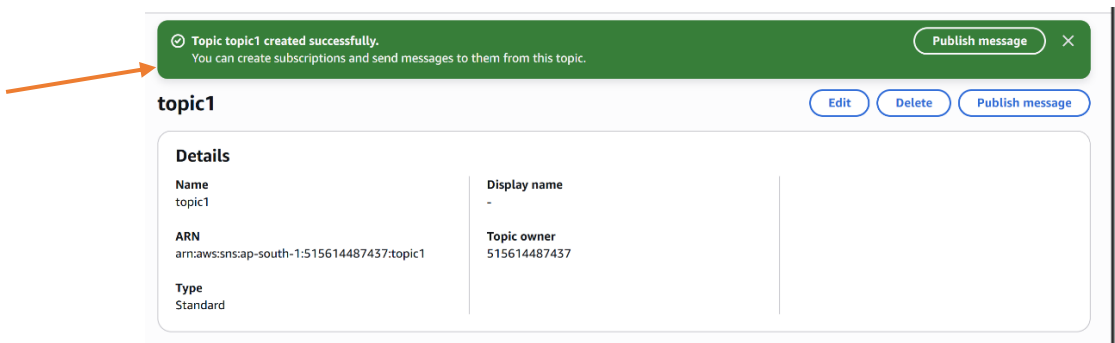 Topic topic1 created successfully.
You can create subscriptions and send messages to them from this topic.
Publish message
topic1
Edit
Delete
Publish message
Details
Name
topic1
Display name
-
ARN
arn:aws:sns:ap-south-1:515614487437:topic1
Topic owner
515614487437
Type
Standard